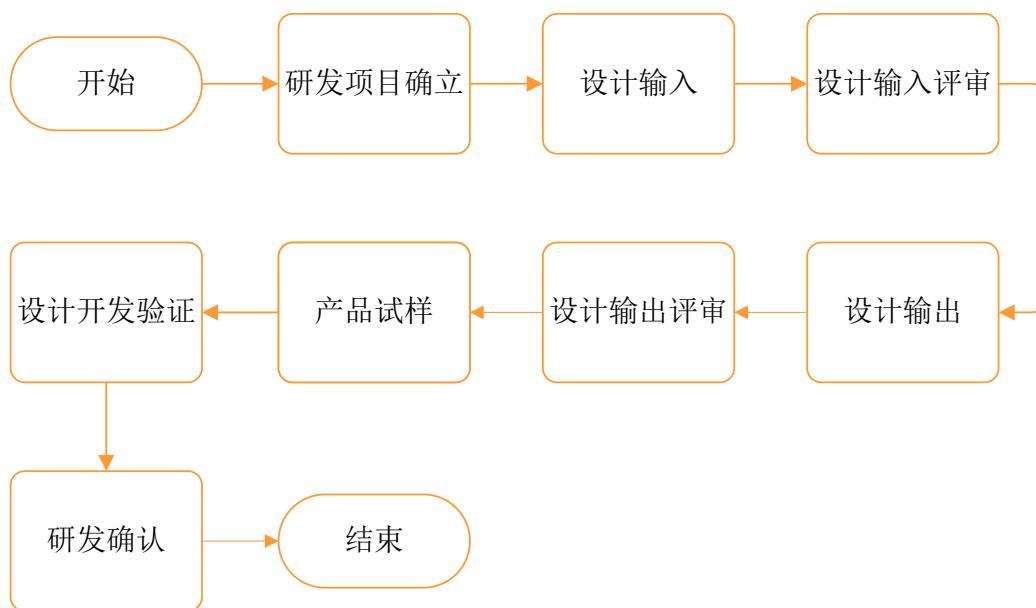 开始
研发项目确立
设计输入
设计输入评审
设计输出
设计输出评审
产品试样
设计开发验证
研发确认
结束